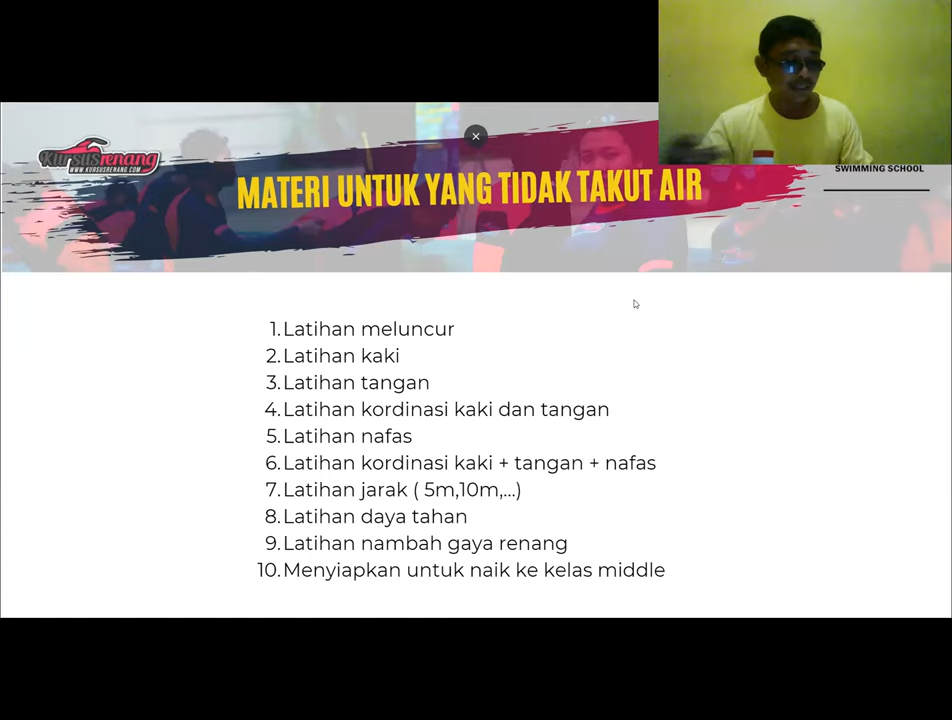 Kursusrenang
WWW.KURSUSRENANG.COM
MATERI UNTUK YANG TIDAK TAKUT AIR
SWIMMING SCHOOL
1. Latihan meluncur
2. Latihan kaki
3. Latihan tangan
4. Latihan kordinasi kaki dan tangan
5. Latihan nafas
6. Latihan kordinasi kaki + tangan + nafas
7. Latihan jarak ( 5m,10m,...)
8. Latihan daya tahan
9. Latihan nambah gaya renang
10. Menyiapkan untuk naik ke kelas middle